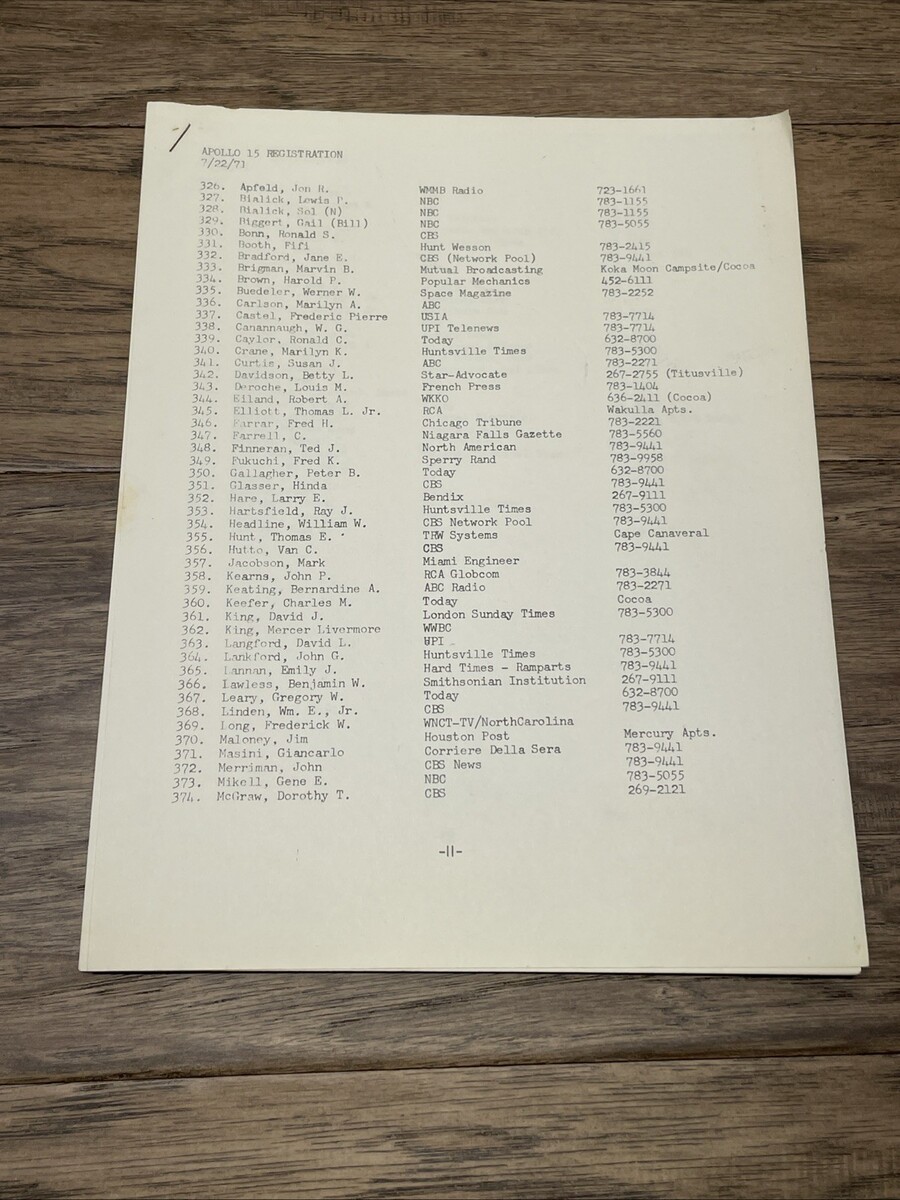 APOLLO 15 REGISTRATION
7/22/71
326. Apfeld, Jon R. WMMB Radio 723-1661
327. Bialick, Lewis P. NBC 783-1155
328. Bialick, Sol (N) NBC 783-1155
329. Biggert, Gail (Bill) NBC 783-5055
330. Bonn, Ronald S. CBS
331. Booth, Fifi Hunt Wesson 783-2415
332. Bradford, Jane E. CBS (Network Pool) 783-9441
333. Brigman, Marvin B. Mutual Broadcasting Koka Moon Campsite/Cocoa
334. Brown, Harold P. Popular Mechanics 452-6111
335. Buedeler, Werner W. Space Magazine 783-2252
336. Carlson, Marilyn A. ABC
337. Castel, Frederic Pierre USIA 783-7714
338. Canannaugh, W. G. UPI Telenews 783-7714
339. Caylor, Ronald C. Today 632-8700
340. Crane, Marilyn K. Huntsville Times 783-5300
341. Curtis, Susan J. ABC 783-2271
342. Davidson, Betty L. Star-Advocate 267-2755 (Titusville)
343. Deroche, Louis M. French Press 783-1404
344. Eiland, Robert A. WKKO 636-2411 (Cocoa)
345. Elliott, Thomas L. Jr. RCA Wakulla Apts.
346. Farrar, Fred H. Chicago Tribune 783-2221
347. Farrell, C. Niagara Falls Gazette 783-5560
348. Finneran, Ted J. North American 783-9441
349. Fukuchi, Fred K. Sperry Rand 783-9958
350. Gallagher, Peter B. Today 632-8700
351. Glasser, Hinda CBS 783-9441
352. Hare, Larry E. Bendix 267-9111
353. Hartsfield, Ray J. Huntsville Times 783-5300
354. Headline, William W. CBS Network Pool 783-9441
355. Hunt, Thomas E. TRW Systems Cape Canaveral
356. Hutto, Van C. CBS 783-9441
357. Jacobson, Mark Miami Engineer
358. Kearns, John P. RCA Globcom 783-3844
359. Keating, Bernardine A. ABC Radio 783-2271
360. Keefer, Charles M. Today Cocoa
361. King, David J. London Sunday Times 783-5300
362. King, Mercer Livermore WWBC
363. Langford, David L. UPI 783-7714
364. Lankford, John G. Huntsville Times 783-5300
365. Lannan, Emily J. Hard Times - Ramparts 783-9441
366. Lawless, Benjamin W. Smithsonian Institution 267-9111
367. Leary, Gregory W. Today 632-8700
368. Linden, Wm. E., Jr. CBS 783-9441
369. Long, Frederick W. WNCT-TV/NorthCarolina
370. Maloney, Jim Houston Post Mercury Apts.
371. Masini, Giancarlo Corriere Della Sera 783-9441
372. Merriman, John CBS News 783-9441
373. Mikell, Gene E. NBC 783-5055
374. McGraw, Dorothy T. CBS 269-2121
-11-